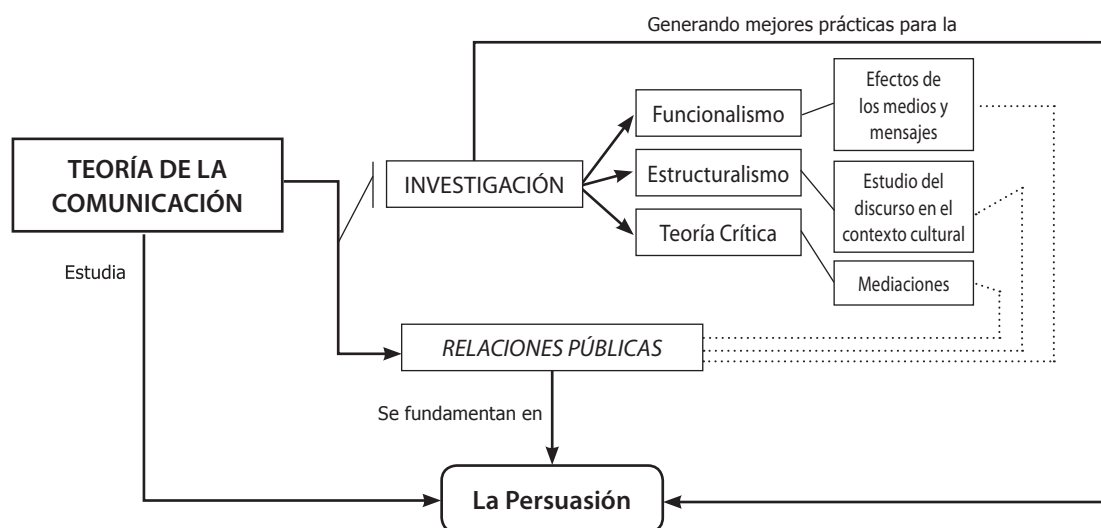 Generando mejores prácticas para la
Efectos de
los medios y
mensajes
Funcionalismo
TEORÍA DE LA
COMUNICACIÓN
INVESTIGACIÓN
Estructuralismo
Estudio del
discurso en el
contexto cultural
Teoría Crítica
Estudia
Mediaciones
RELACIONES PÚBLICAS
Se fundamentan en
La Persuasión